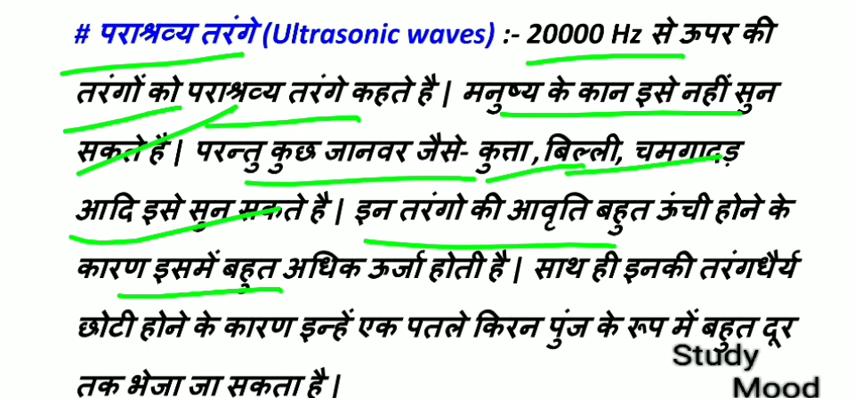 # पराश्रव्य तरंगे (Ultrasonic waves) :- 20000 Hz से ऊपर की
तरंगों को पराश्रव्य तरंगे कहते है | मनुष्य के कान इसे नहीं सुन
सकते है | परन्तु कुछ जानवर जैसे- कुत्ता , बिल्ली, चमगादड़
आदि इसे सुन सकते है | इन तरंगो की आवृति बहुत ऊंची होने के
कारण इसमें बहुत अधिक ऊर्जा होती है | साथ ही इनकी तरंगधैर्य
छोटी होने के कारण इन्हें एक पतले किरन पुंज के रूप में बहुत दूर
तक भेजा जा सकता है |
Study
Mood